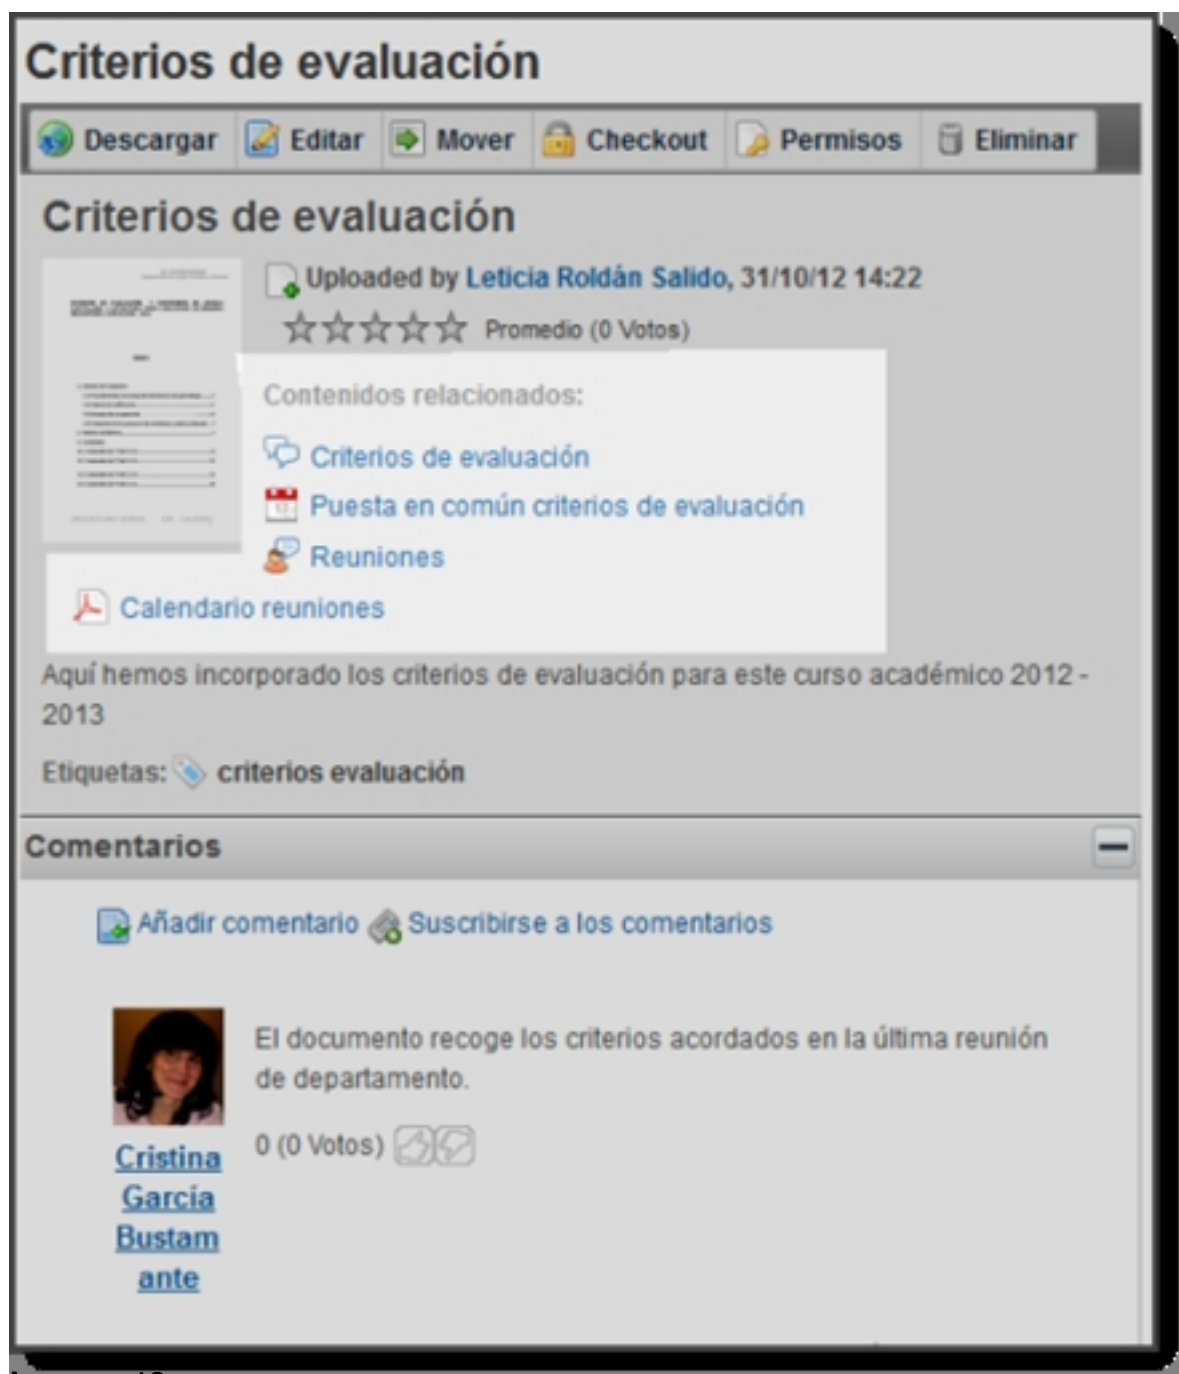 Criterios de evaluación
Descargar Editar Mover Checkout Permisos Eliminar
Criterios de evaluación
Uploaded by Leticia Roldán Salido, 31/10/12 14:22
Promedio (0 Votos)
Contenidos relacionados:
Criterios de evaluación
Puesta en común criterios de evaluación
Reuniones
Calendario reuniones
Aquí hemos incorporado los criterios de evaluación para este curso académico 2012 -
2013
Etiquetas: criterios evaluación
Comentarios
Añadir comentario Suscribirse a los comentarios
El documento recoge los criterios acordados en la última reunión
de departamento.
0 (0 Votos)
Cristina
García
Bustam
ante